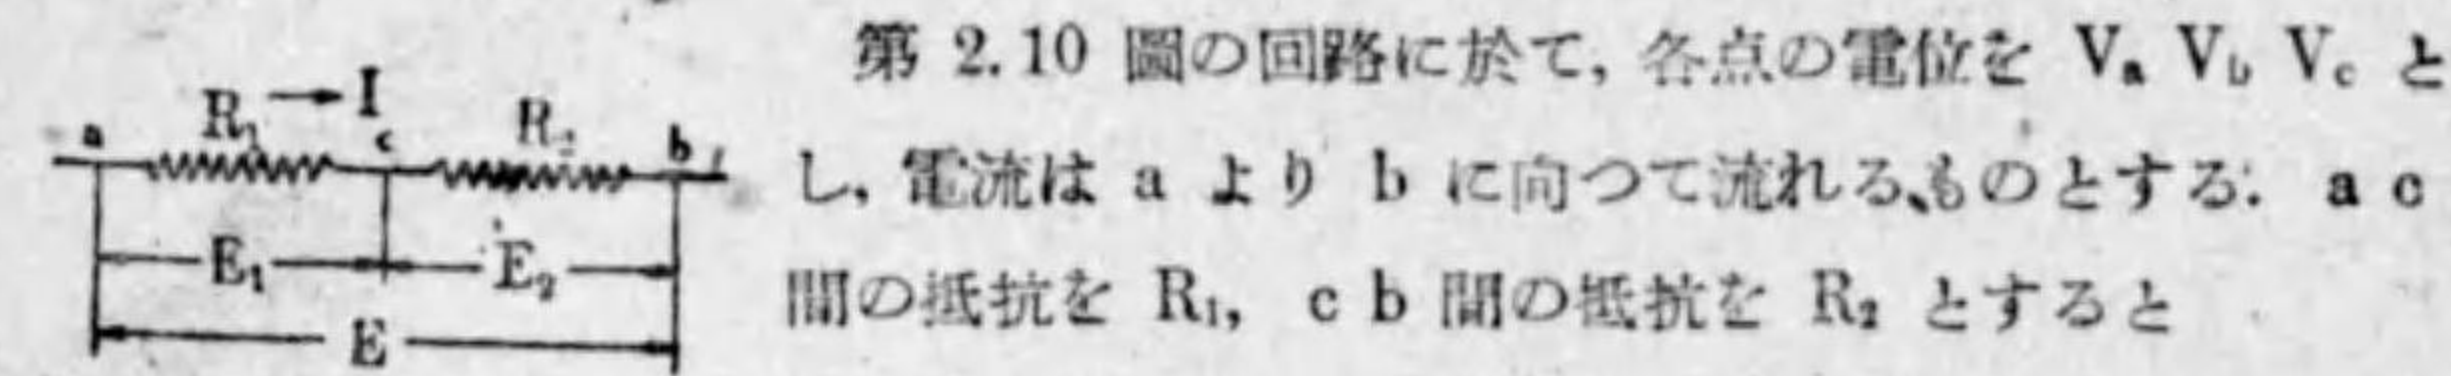 第 2.10 圖の回路に於て, 各点の電位を Va Vb Vc と
し, 電流は a より b に向つて流れるものとする. a c
間の抵抗を R₁, c b 間の抵抗を R₂ とすると
R₁ → I
R₂
a
c
b
E₁
E₂
E